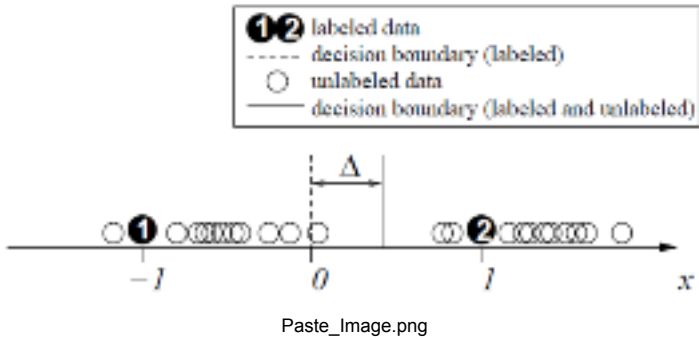 1 2 labeled data
decision boundary (labeled)
unlabeled data
decision boundary (labeled and unlabeled)
Δ
1 2
−1 0 1 x
Paste_Image.png